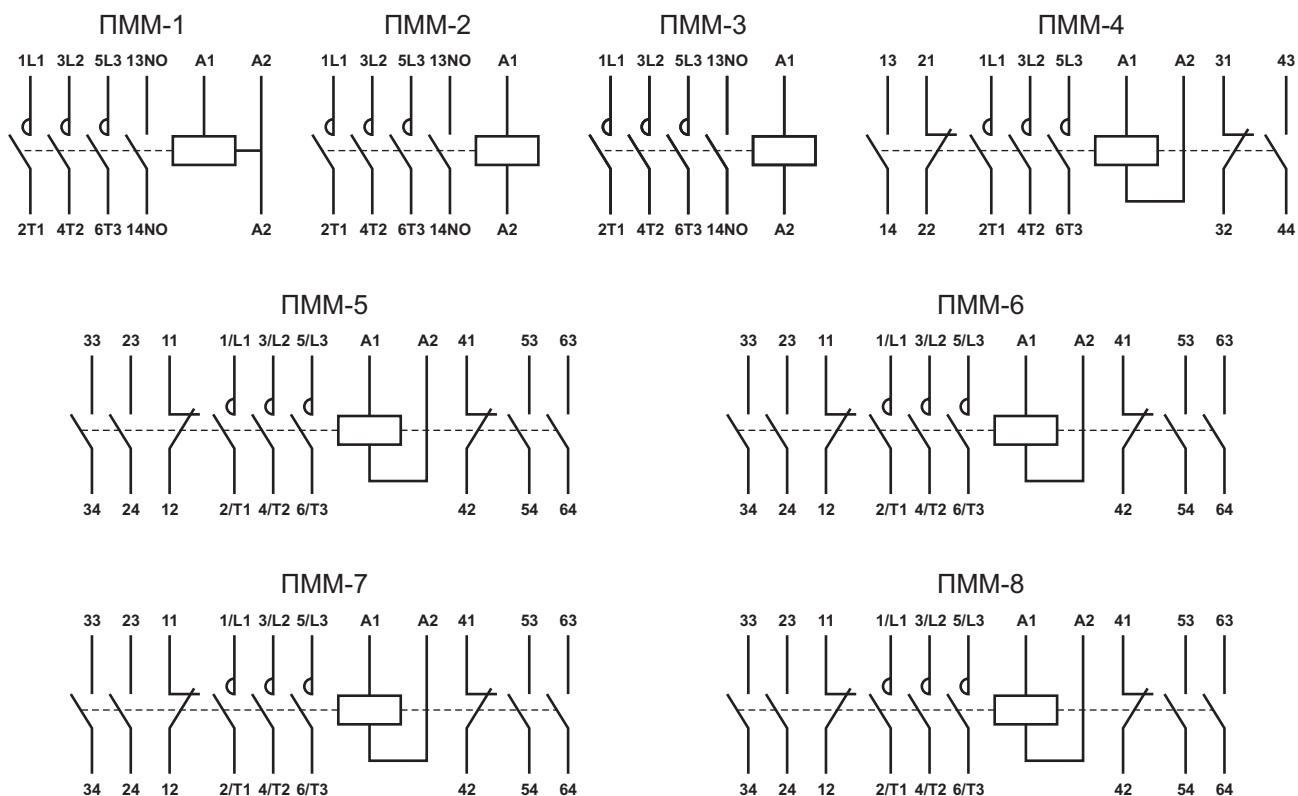 ПММ-1 ПММ-2 ПММ-3 ПММ-4
1L1 3L2 5L3 13NO A1 A2 1L1 3L2 5L3 13NO A1 1L1 3L2 5L3 13NO A1 13 21 1L1 3L2 5L3 A1 A2 31 43
2T1 4T2 6T3 14NO A2 2T1 4T2 6T3 14NO A2 2T1 4T2 6T3 14NO A2 14 22 2T1 4T2 6T3 32 44
ПММ-5 ПММ-6
33 23 11 1/L1 3/L2 5/L3 A1 A2 41 53 63 33 23 11 1/L1 3/L2 5/L3 A1 A2 41 53 63
34 24 12 2/T1 4/T2 6/T3 42 54 64 34 24 12 2/T1 4/T2 6/T3 42 54 64
ПММ-7 ПММ-8
33 23 11 1/L1 3/L2 5/L3 A1 A2 41 53 63 33 23 11 1/L1 3/L2 5/L3 A1 A2 41 53 63
34 24 12 2/T1 4/T2 6/T3 42 54 64 34 24 12 2/T1 4/T2 6/T3 42 54 64